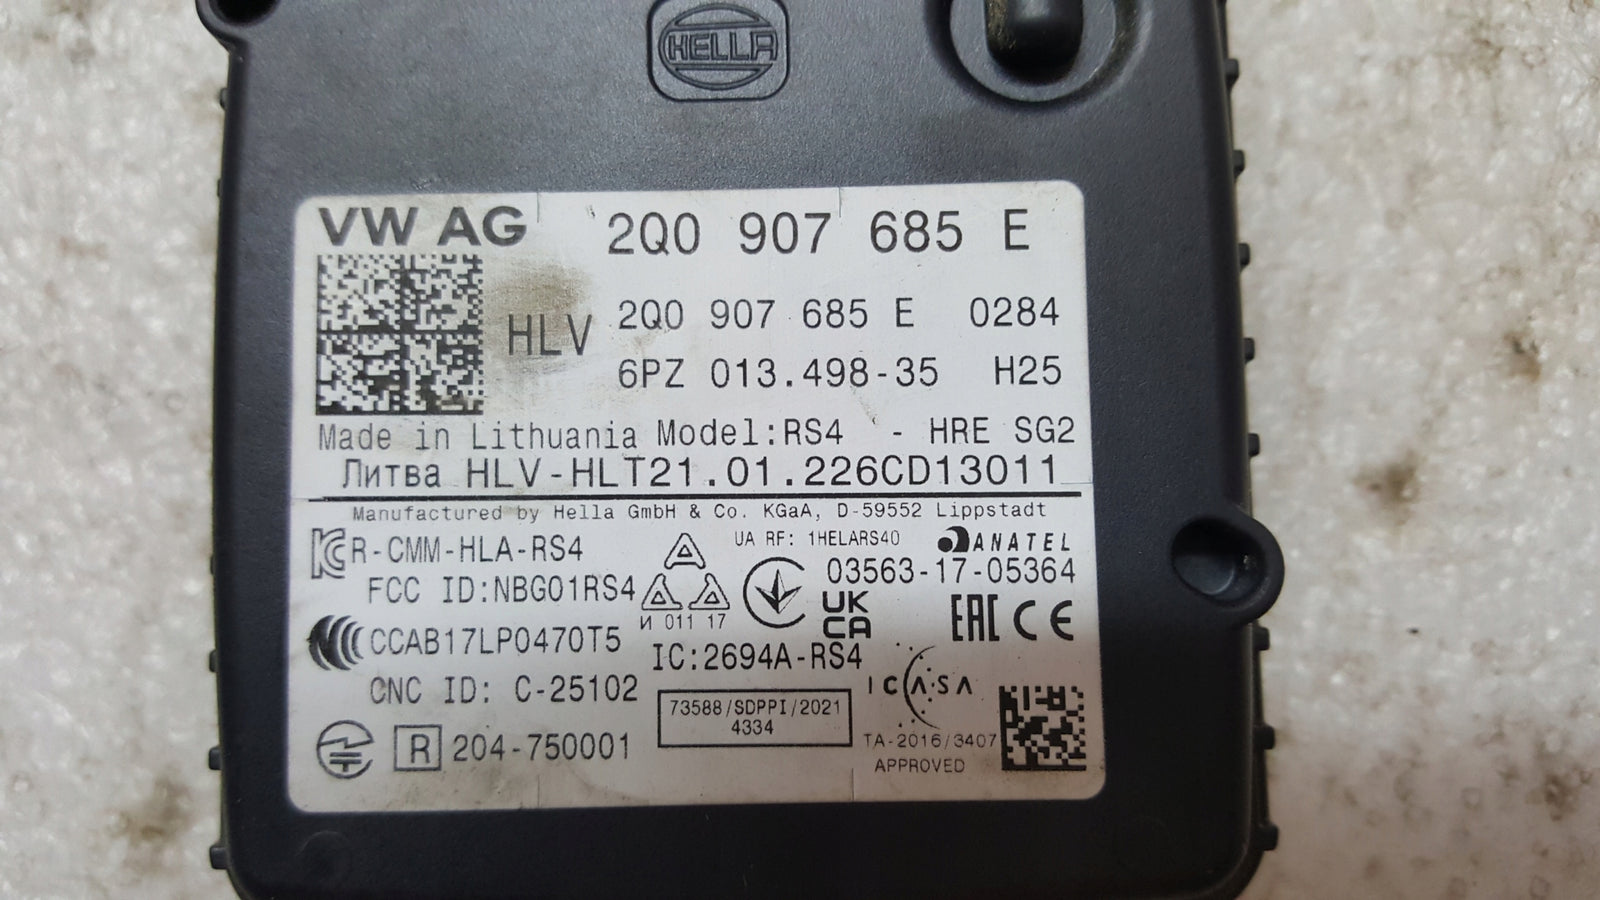 HELLA
VW AG 2Q0 907 685 E
HLV 2Q0 907 685 E 0284
6PZ 013.498-35 H25
Made in Lithuania Model:RS4 - HRE SG2
Литва HLV-HLT21.01.226CD13011
Manufactured by Hella GmbH & Co. KGaA, D-59552 Lippstadt
R-CMM-HLA-RS4 UA RF: 1HELARS40 ANATEL
FCC ID:NBG01RS4 03563-17-05364
И 011 17 UK CA EAC CE
CCAB17LP0470T5 IC:2694A-RS4
CNC ID: C-25102 ICASA
73588/SDPPI/2021
4334
R 204-750001 TA-2016/3407
APPROVED